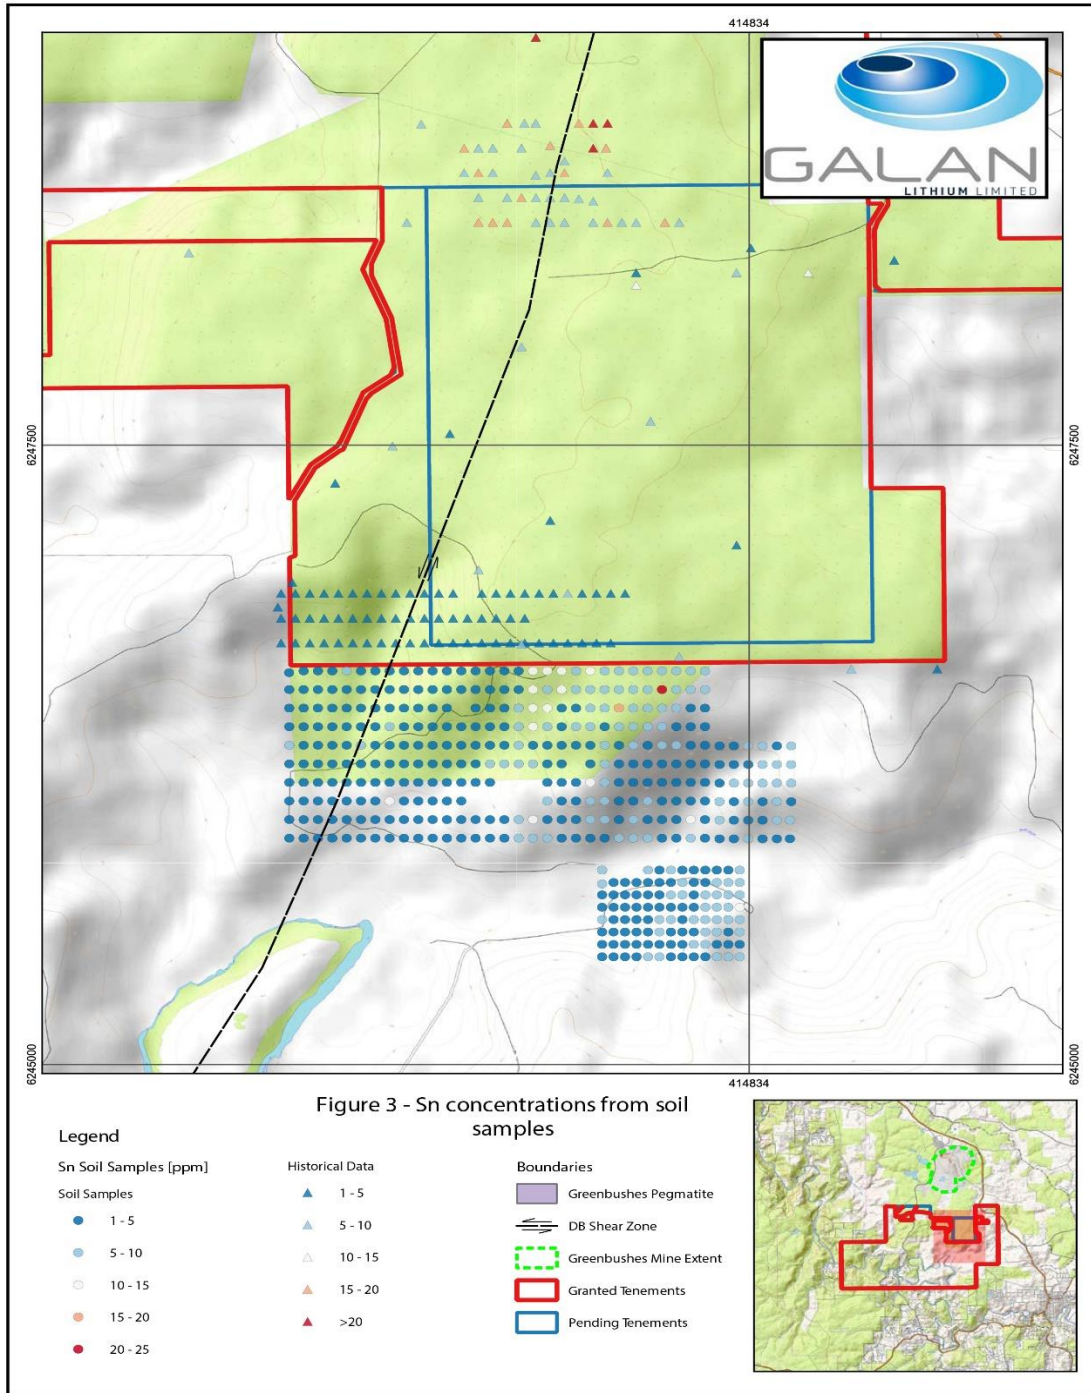 414834
GALAN
LITHIUM LIMITED
6247500
6247500
6245000
6245000
414834
Figure 3 - Sn concentrations from soil
samples
Legend
Sn Soil Samples [ppm]
Soil Samples
1 - 5
5 - 10
10 - 15
15 - 20
20 - 25
Historical Data
1 - 5
5 - 10
10 - 15
15 - 20
>20
Boundaries
Greenbushes Pegmatite
DB Shear Zone
Greenbushes Mine Extent
Granted Tenements
Pending Tenements